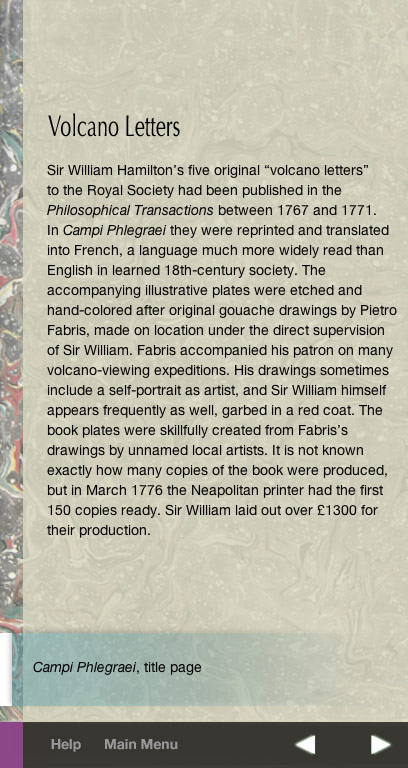 Volcano Letters
Sir William Hamilton’s five original “volcano letters”
to the Royal Society had been published in the
Philosophical Transactions between 1767 and 1771.
In Campi Phlegraei they were reprinted and translated
into French, a language much more widely read than
English in learned 18th-century society. The
accompanying illustrative plates were etched and
hand-colored after original gouache drawings by Pietro
Fabris, made on location under the direct supervision
of Sir William. Fabris accompanied his patron on many
volcano-viewing expeditions. His drawings sometimes
include a self-portrait as artist, and Sir William himself
appears frequently as well, garbed in a red coat. The
book plates were skillfully created from Fabris’s
drawings by unnamed local artists. It is not known
exactly how many copies of the book were produced,
but in March 1776 the Neapolitan printer had the first
150 copies ready. Sir William laid out over £1300 for
their production.
Campi Phlegraei, title page
Help Main Menu